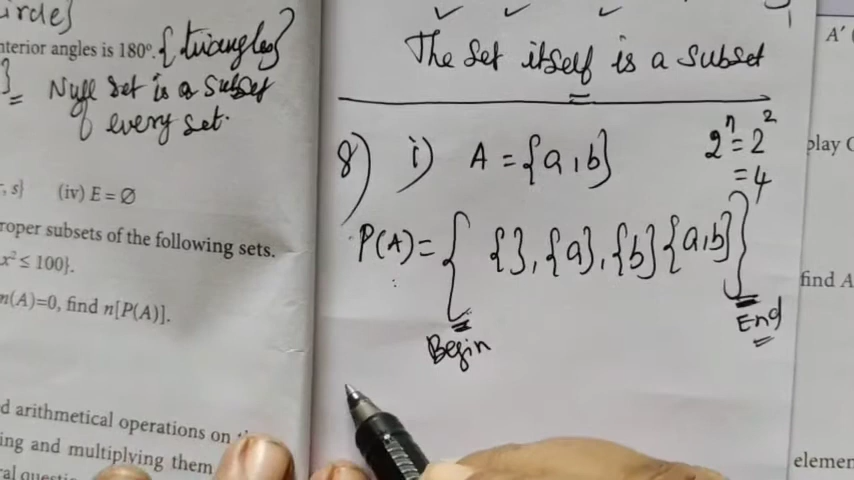 ircle}
nterior angles is 180°. {triangles}
} Null set is a subset
of every set.
, s} (iv) E = ∅
roper subsets of the following sets.
x² ≤ 100}.
n(A)=0, find n[P(A)].
d arithmetical operations on
ing and multiplying them
The set itself is a subset
8) i) A = {a,b} 2ⁿ = 2²
= 4
P(A) = { { }, {a}, {b} {a,b} }
Begin
End
A′
play
find A
elemen